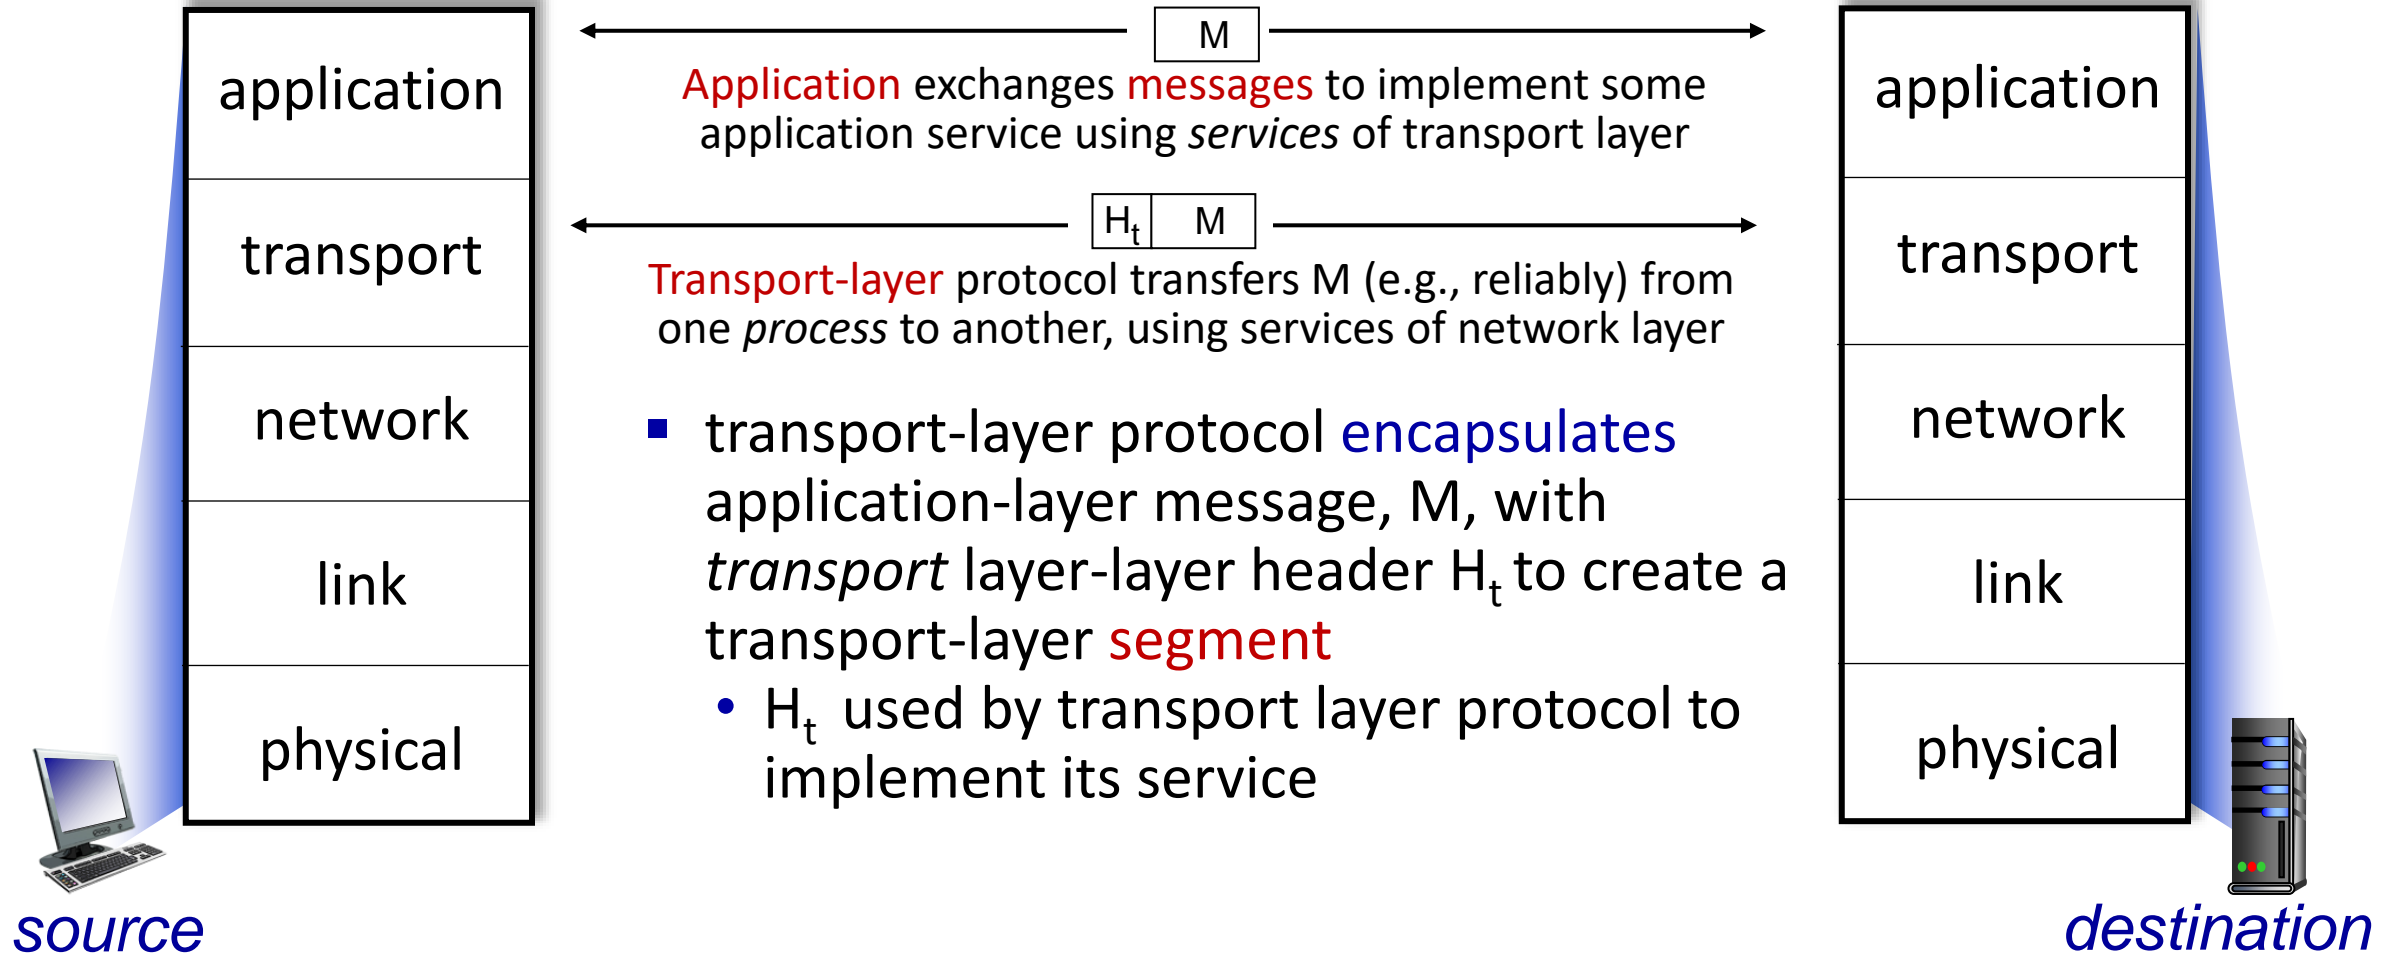 application
transport
network
link
physical
source
M
Application exchanges messages to implement some
application service using services of transport layer
Ht M
Transport-layer protocol transfers M (e.g., reliably) from
one process to another, using services of network layer
transport-layer protocol encapsulates
application-layer message, M, with
transport layer-layer header Ht to create a
transport-layer segment
Ht used by transport layer protocol to
implement its service
application
transport
network
link
physical
destination